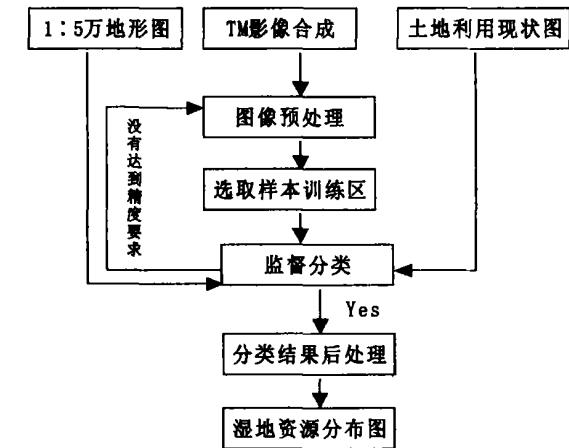 1:5万地形图
TM影像合成
土地利用现状图
图像预处理
没有达到精度要求
选取样本训练区
监督分类
Yes
分类结果后处理
湿地资源分布图